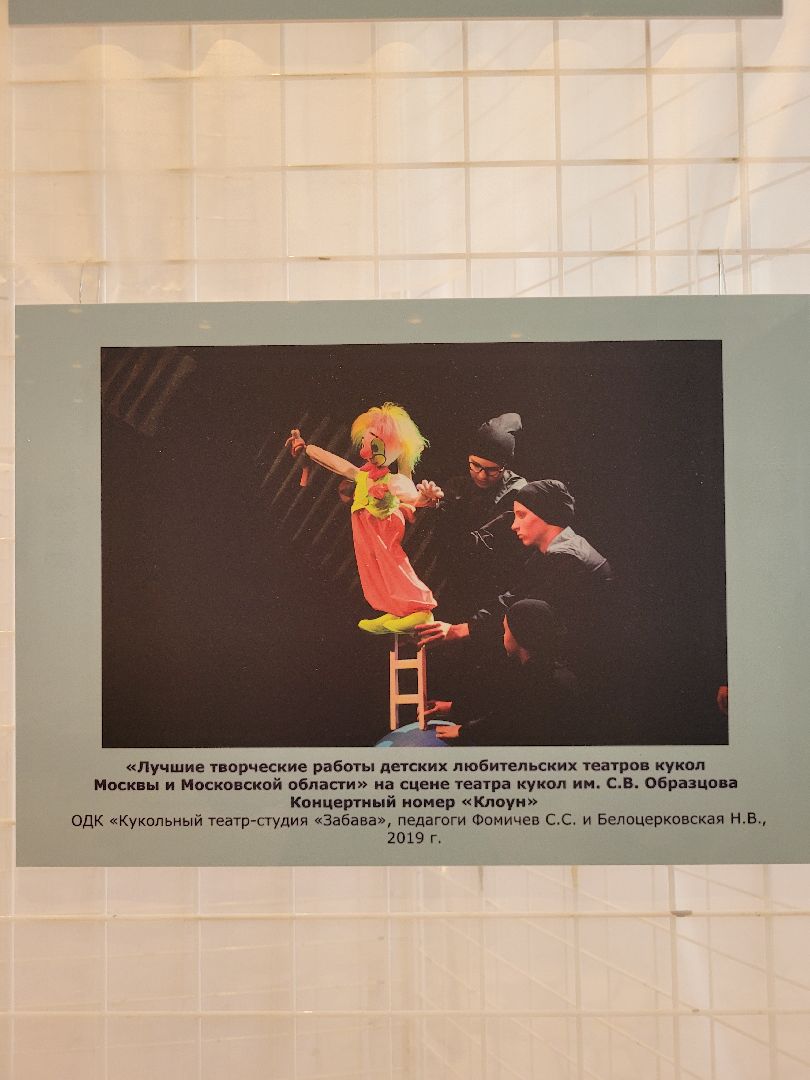 «Лучшие творческие работы детских любительских театров кукол
Москвы и Московской области» на сцене театра кукол им. С.В. Образцова
Концертный номер «Клоун»
ОДК «Кукольный театр-студия «Забава», педагоги Фомичев С.С. и Белоцерковская Н.В.,
2019 г.